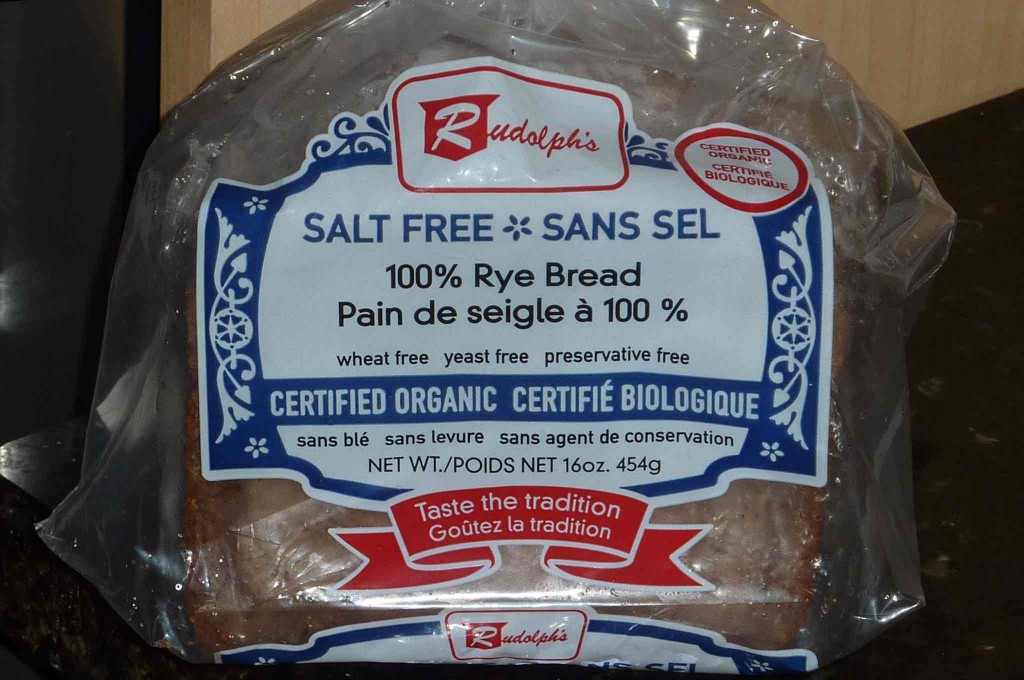 Rudolph's
CERTIFIED
ORGANIC
CERTIFIÉ
BIOLOGIQUE
SALT FREE SANS SEL
100% Rye Bread
Pain de seigle à 100 %
wheat free yeast free preservative free
CERTIFIED ORGANIC CERTIFIÉ BIOLOGIQUE
sans blé sans levure sans agent de conservation
NET WT./POIDS NET 16oz. 454g
Taste the tradition
Goûtez la tradition
Rudolph's
SEL